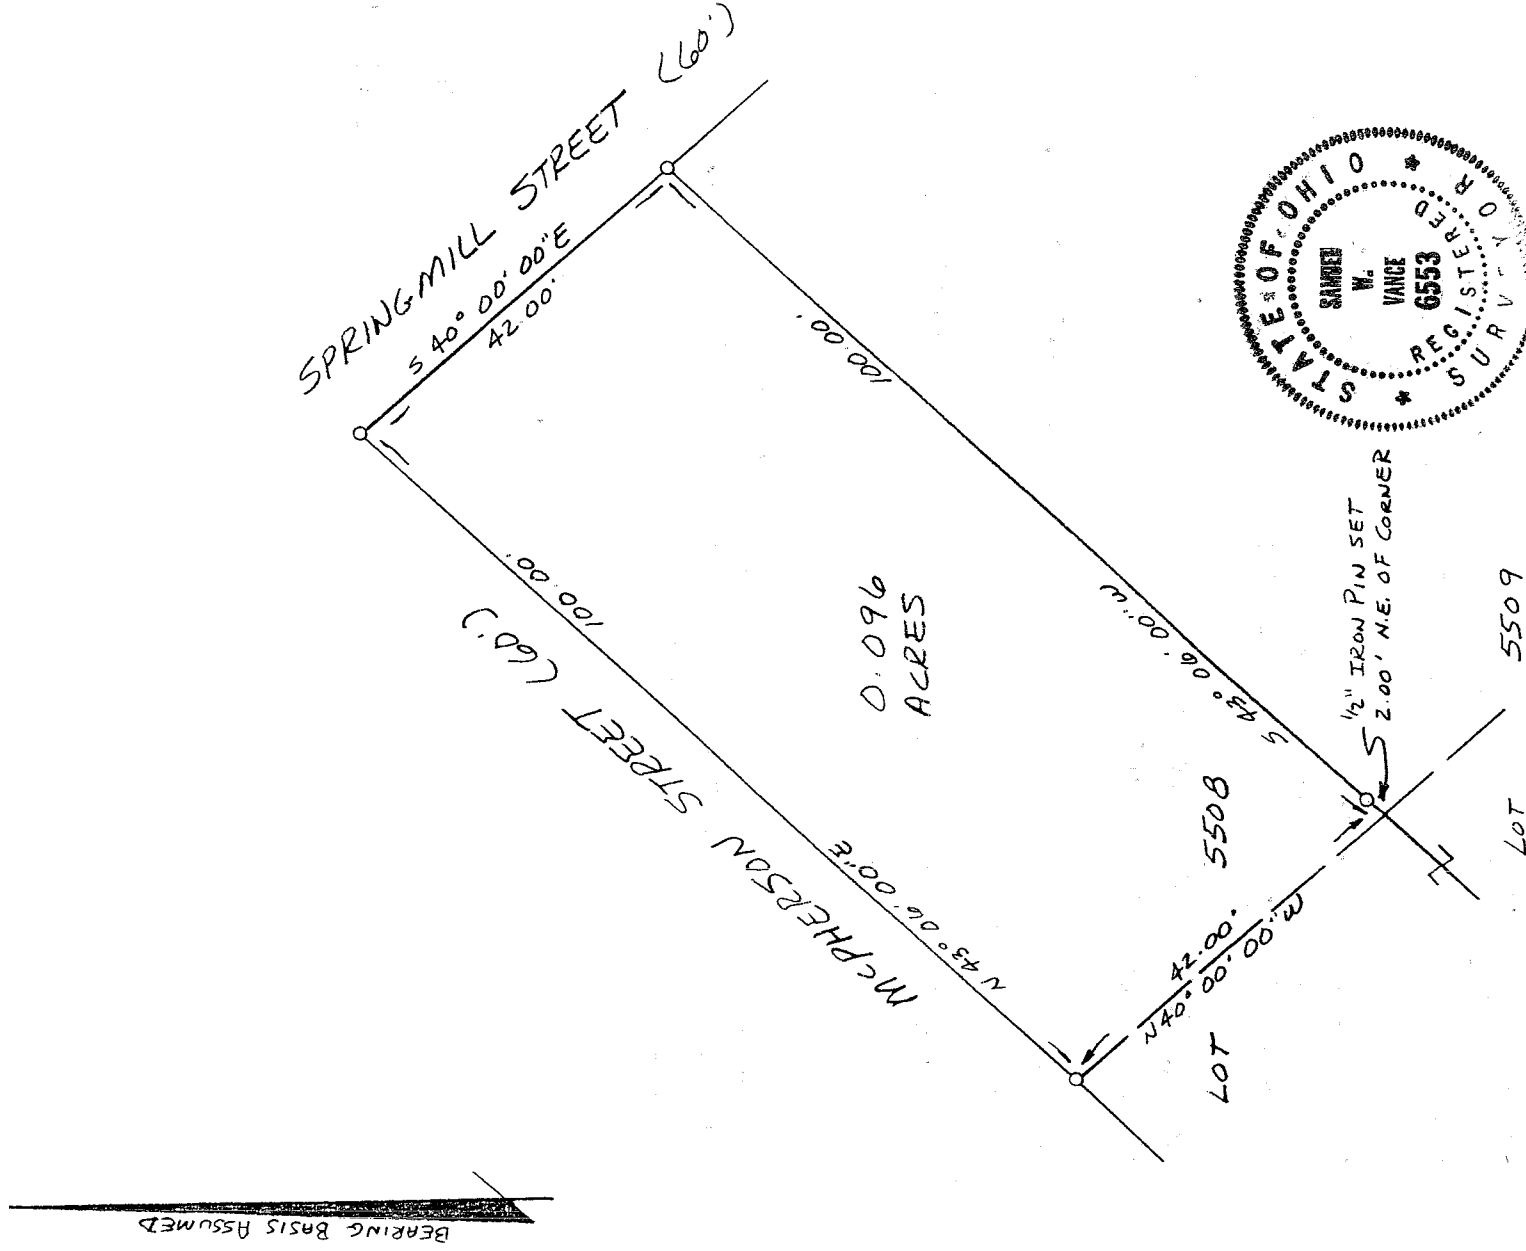 SPRINGMILL STREET (60')
S 40° 00' 00" E
42.00'
100.00'
S 43° 06' 00" W
MCPHERSON STREET (60')
100.00'
N 43° 06' 00" E
0.096
ACRES
42.00'
N 40° 00' 00" W
LOT 5508
1/2" IRON PIN SET
2.00' N.E. OF CORNER
LOT 5509
STATE OF OHIO
W.
VANCE
6553
REGISTERED
SURVEYOR
BEARING BASIS ASSUMED